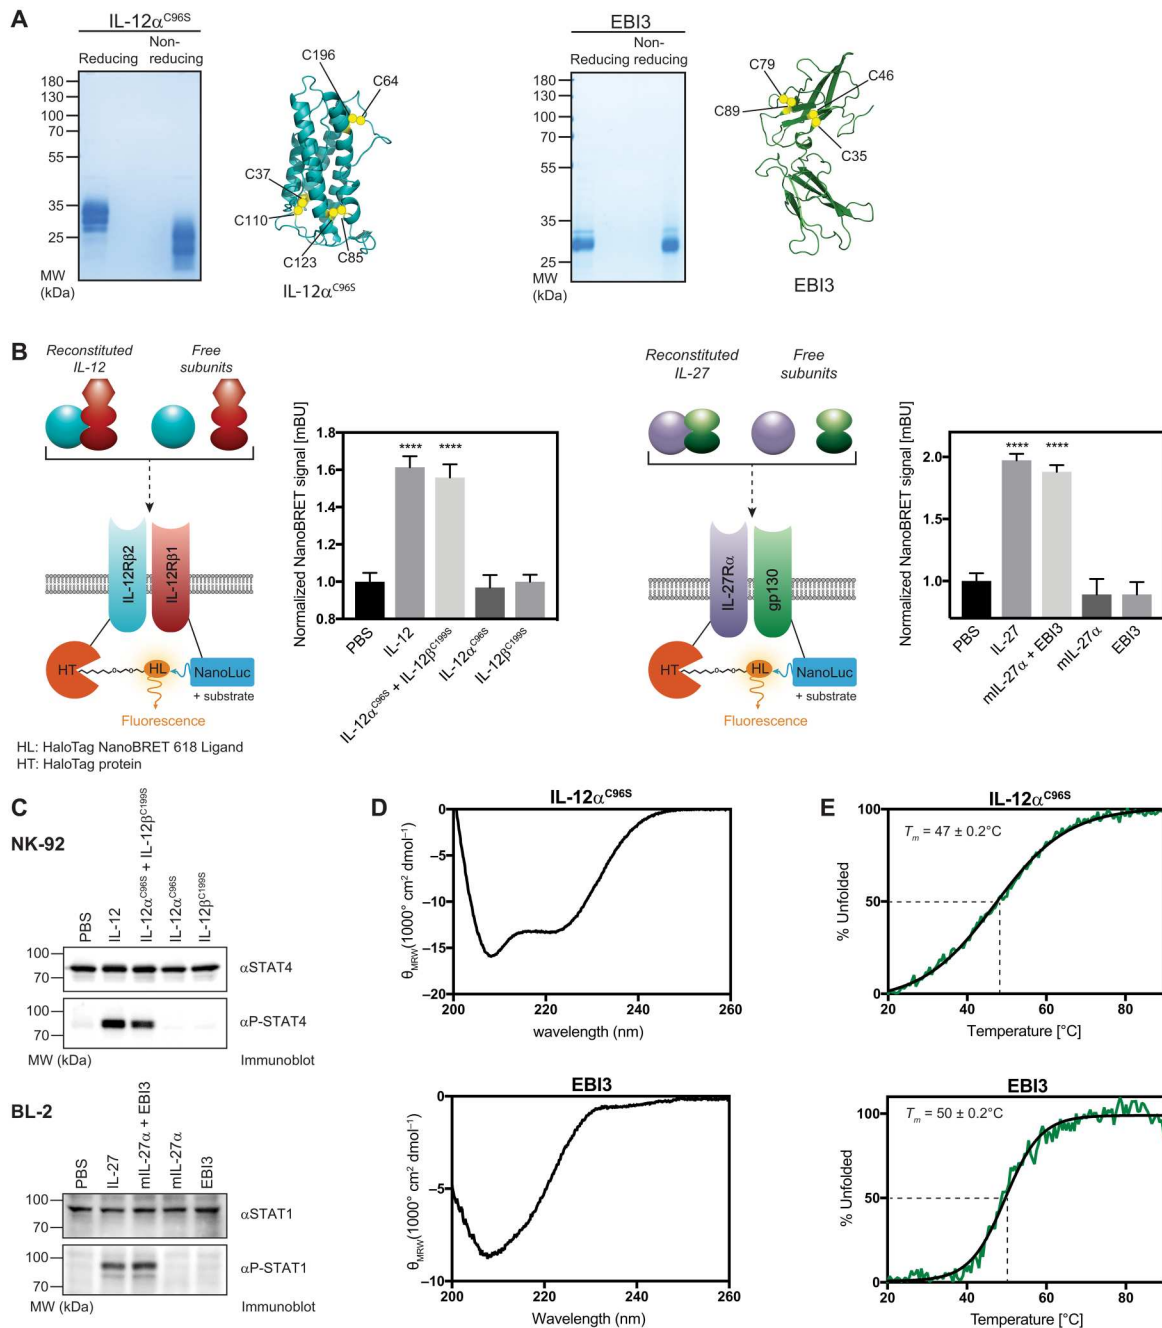 A
IL-12α^C96S
Reducing
Non-
reducing
180
130
100
70
55
35
25
MW
(kDa)
C196
C64
C37
C110
C123
C85
IL-12α^C96S
EBI3
Non-
Reducing reducing
180
130
100
70
55
35
25
MW
(kDa)
C79
C46
C89
C35
EBI3
B
Reconstituted
IL-12
Free
subunits
IL-12Rβ2
IL-12Rβ1
HT
HL
NanoLuc
+ substrate
Fluorescence
HL: HaloTag NanoBRET 618 Ligand
HT: HaloTag protein
Normalized NanoBRET signal [mBU]
1.8
1.6
1.4
1.2
1.0
0.8
****
****
PBS
IL-12
IL-12α^C96S + IL-12β^C199S
IL-12α^C96S
IL-12β^C199S
Reconstituted
IL-27
Free
subunits
IL-27Rα
gp130
HT
HL
NanoLuc
+ substrate
Fluorescence
Normalized NanoBRET signal [mBU]
2.0
1.5
1.0
****
****
PBS
IL-27
mIL-27α + EBI3
mIL-27α
EBI3
C
NK-92
PBS
IL-12
IL-12α^C96S + IL-12β^C199S
IL-12α^C96S
IL-12β^C199S
100
70
αSTAT4
100
70
αP-STAT4
MW (kDa)
Immunoblot
BL-2
PBS
IL-27
mIL-27α + EBI3
mIL-27α
EBI3
100
70
αSTAT1
100
70
αP-STAT1
MW (kDa)
Immunoblot
D
IL-12α^C96S
θMRW(1000° cm² dmol⁻¹)
0
−5
−10
−15
−20
200
220
240
260
wavelength (nm)
EBI3
θMRW(1000° cm² dmol⁻¹)
0
−5
−10
200
220
240
260
Wavelength (nm)
E
IL-12α^C96S
Tm = 47 ± 0.2°C
% Unfolded
100
50
0
20
40
60
80
Temperature [°C]
EBI3
Tm = 50 ± 0.2°C
% Unfolded
100
50
0
20
40
60
80
Temperature [°C]